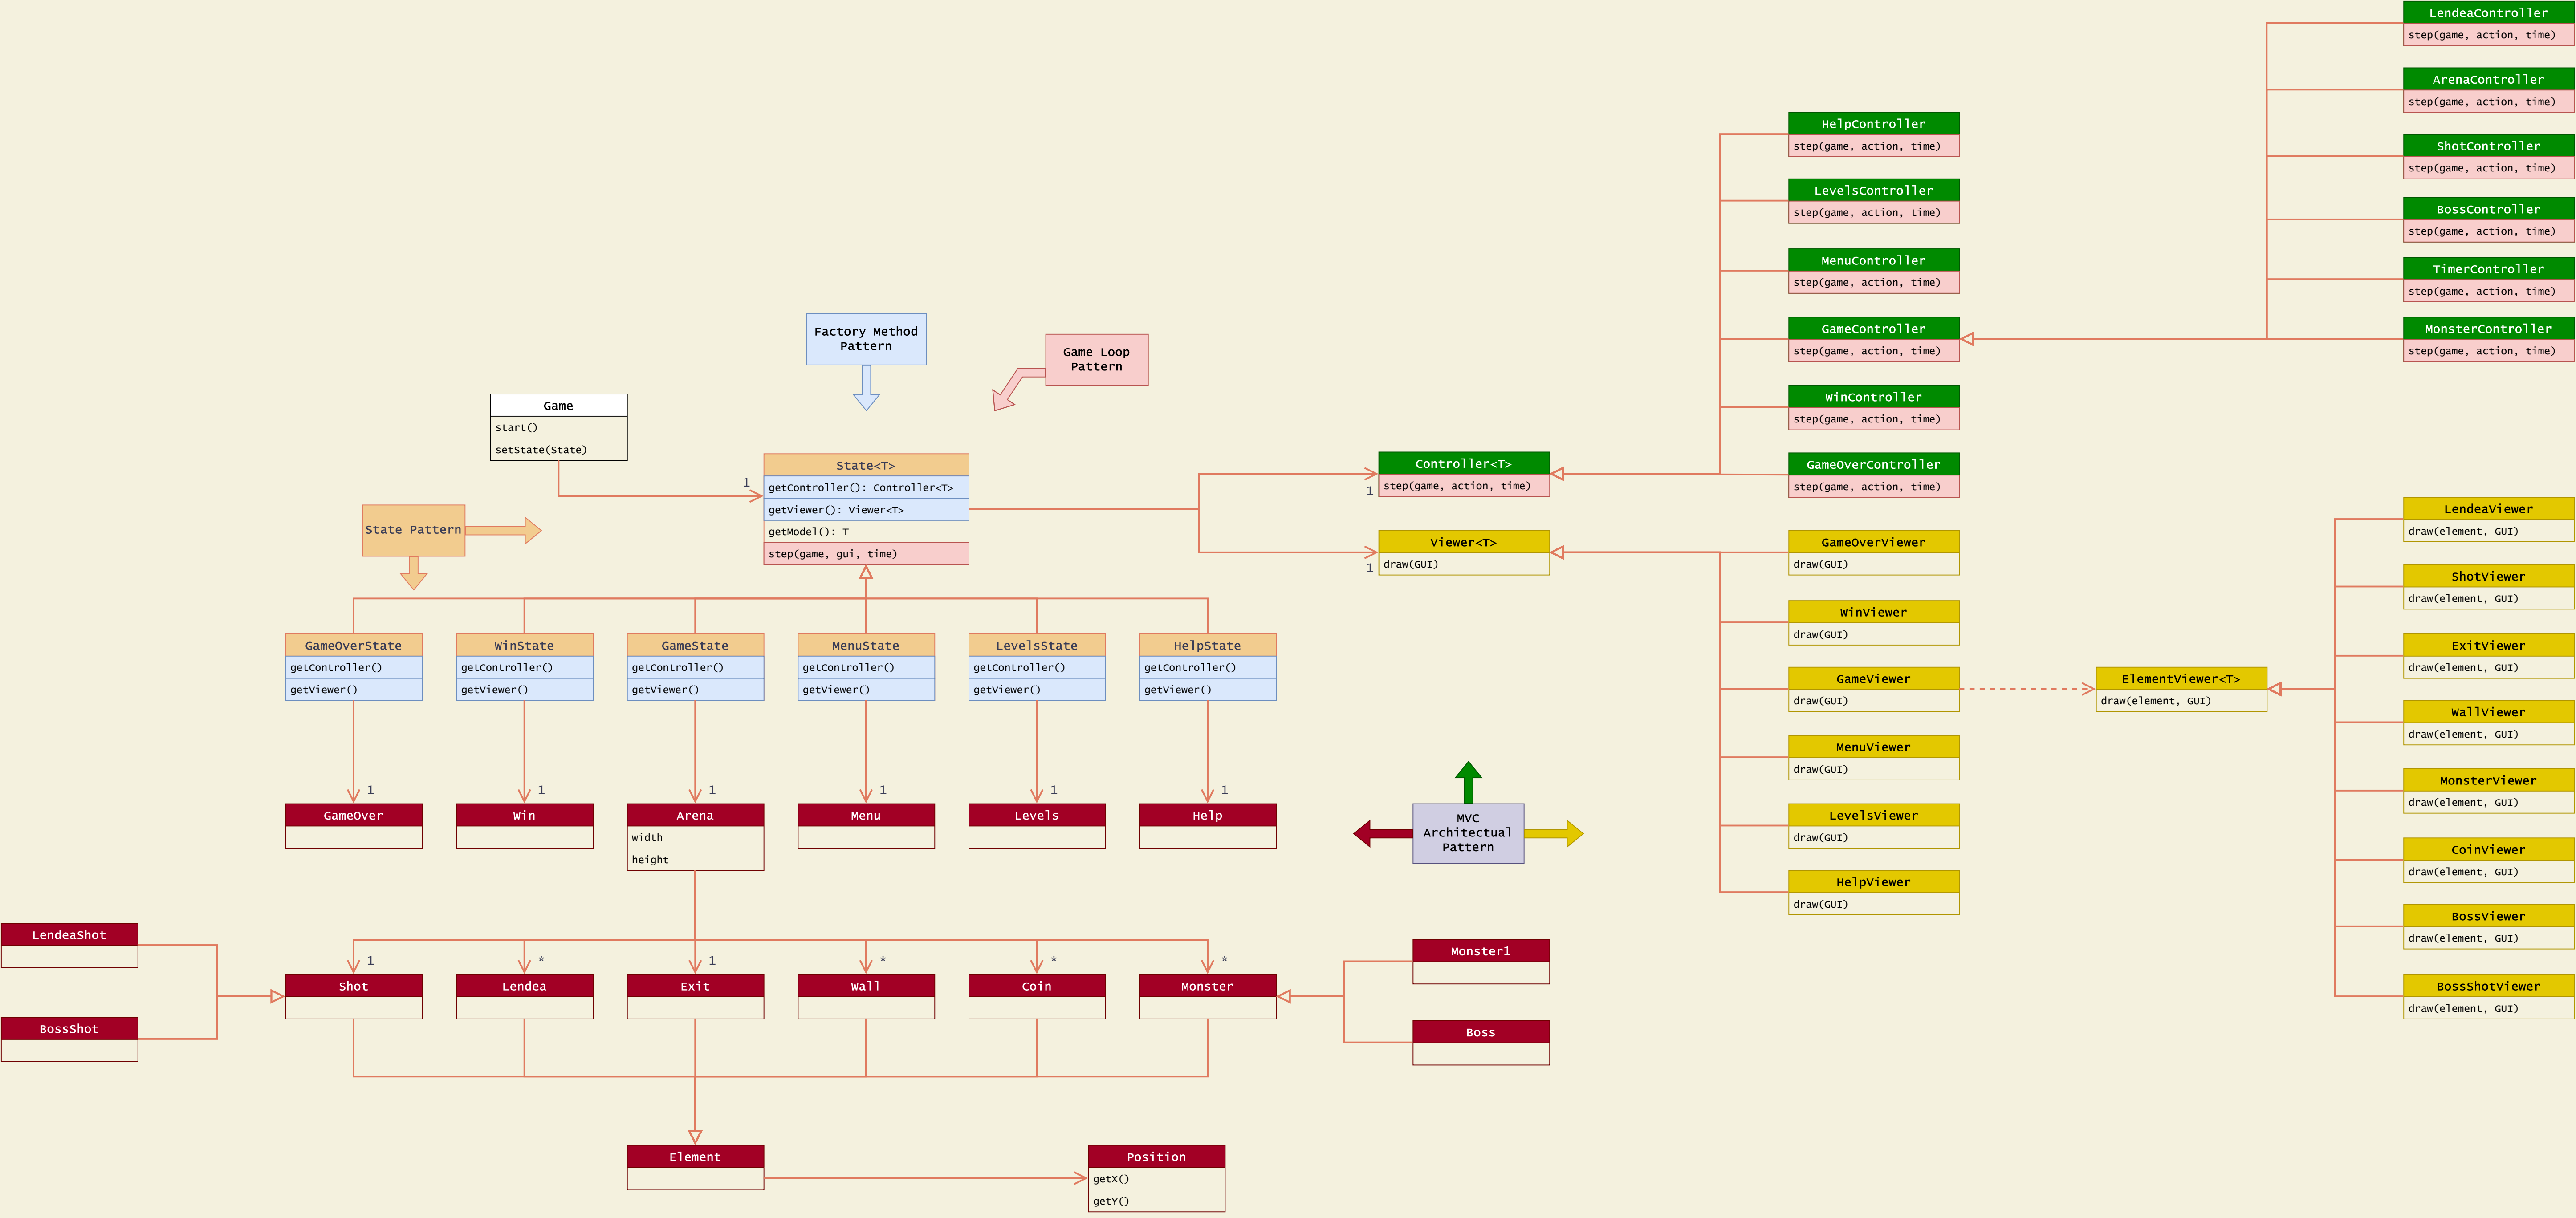 LendeaController
step(game, action, time)
ArenaController
step(game, action, time)
HelpController
step(game, action, time)
ShotController
step(game, action, time)
LevelsController
step(game, action, time)
BossController
step(game, action, time)
MenuController
step(game, action, time)
TimerController
step(game, action, time)
Factory Method
Pattern
Game Loop
Pattern
GameController
step(game, action, time)
MonsterController
step(game, action, time)
WinController
step(game, action, time)
Game
start()
setState(State)
1
State<T>
getController(): Controller<T>
getViewer(): Viewer<T>
getModel(): T
step(game, gui, time)
Controller<T>
step(game, action, time)
1
GameOverController
step(game, action, time)
State Pattern
Viewer<T>
draw(GUI)
1
GameOverViewer
draw(GUI)
LendeaViewer
draw(element, GUI)
WinViewer
draw(GUI)
ShotViewer
draw(element, GUI)
GameOverState
getController()
getViewer()
WinState
getController()
getViewer()
GameState
getController()
getViewer()
MenuState
getController()
getViewer()
LevelsState
getController()
getViewer()
HelpState
getController()
getViewer()
ExitViewer
draw(element, GUI)
GameViewer
draw(GUI)
ElementViewer<T>
draw(element, GUI)
WallViewer
draw(element, GUI)
MenuViewer
draw(GUI)
MonsterViewer
draw(element, GUI)
1
1
1
1
1
1
GameOver
Win
Arena
width
height
Menu
Levels
Help
MVC
Architectual
Pattern
LevelsViewer
draw(GUI)
CoinViewer
draw(element, GUI)
HelpViewer
draw(GUI)
BossViewer
draw(element, GUI)
LendeaShot
BossShot
1
*
1
*
*
*
Shot
Lendea
Exit
Wall
Coin
Monster
Monster1
Boss
BossShotViewer
draw(element, GUI)
Element
Position
getX()
getY()